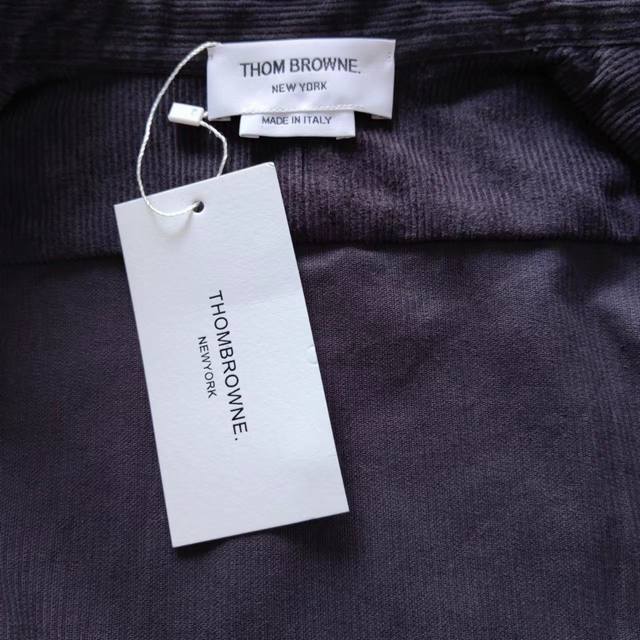 THOM BROWNE.
NEW YORK
MADE IN ITALY
THOMBROWNE.
NEWYORK